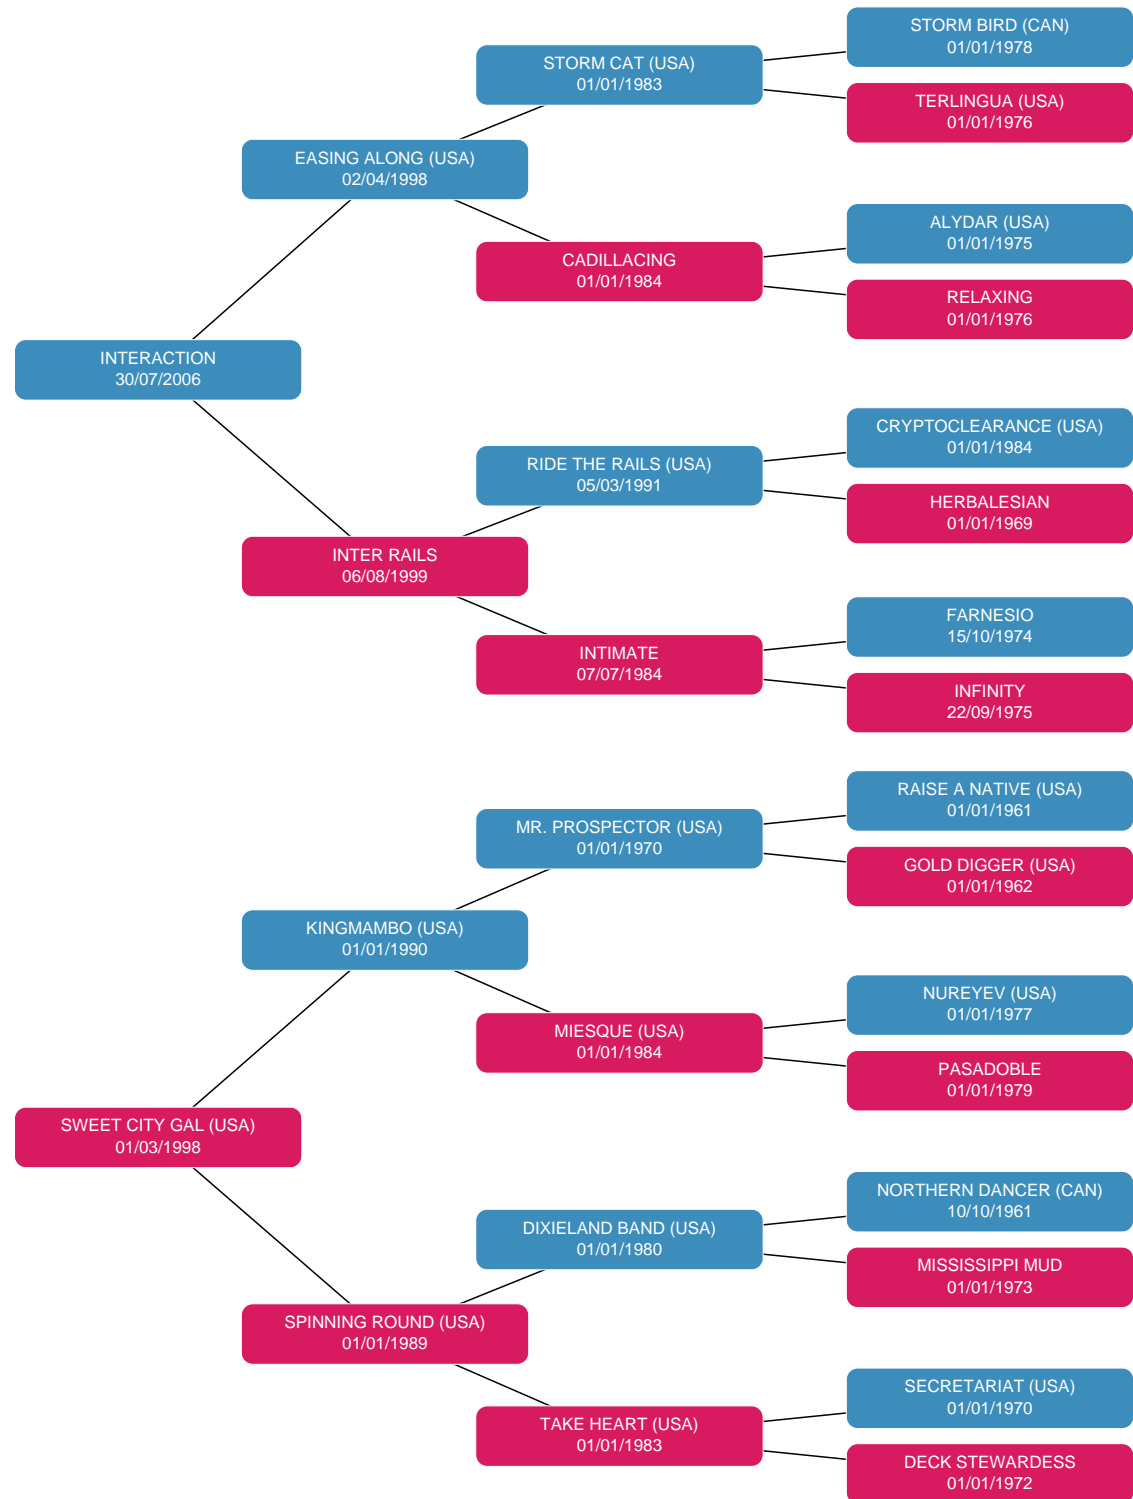 STORM BIRD (CAN)
01/01/1978
STORM CAT (USA)
01/01/1983
TERLINGUA (USA)
01/01/1976
EASING ALONG (USA)
02/04/1998
ALYDAR (USA)
01/01/1975
CADILLACING
01/01/1984
RELAXING
01/01/1976
INTERACTION
30/07/2006
CRYPTOCLEARANCE (USA)
01/01/1984
RIDE THE RAILS (USA)
05/03/1991
HERBALESIAN
01/01/1969
INTER RAILS
06/08/1999
FARNESIO
15/10/1974
INTIMATE
07/07/1984
INFINITY
22/09/1975
RAISE A NATIVE (USA)
01/01/1961
MR. PROSPECTOR (USA)
01/01/1970
GOLD DIGGER (USA)
01/01/1962
KINGMAMBO (USA)
01/01/1990
NUREYEV (USA)
01/01/1977
MIESQUE (USA)
01/01/1984
PASADOBLE
01/01/1979
SWEET CITY GAL (USA)
01/03/1998
NORTHERN DANCER (CAN)
10/10/1961
DIXIELAND BAND (USA)
01/01/1980
MISSISSIPPI MUD
01/01/1973
SPINNING ROUND (USA)
01/01/1989
SECRETARIAT (USA)
01/01/1970
TAKE HEART (USA)
01/01/1983
DECK STEWARDESS
01/01/1972